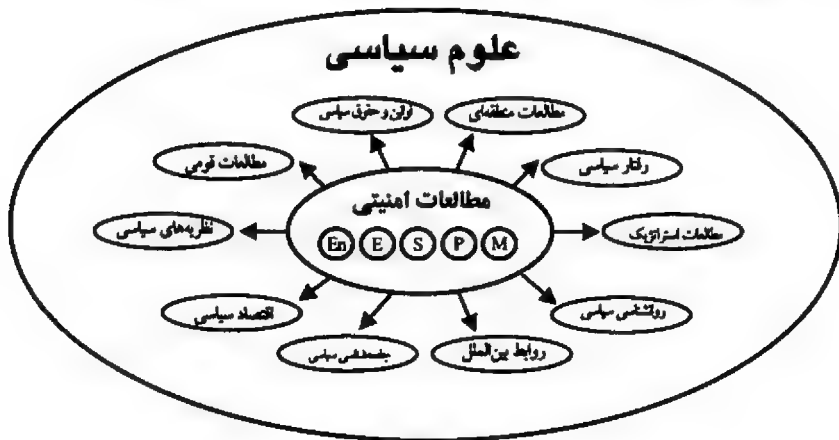 علوم سیاسی
مطالعات منطقه‌ای
قوانین و حقوق سیاسی
رفتار سیاسی
مطالعات قومی
مطالعات امنیتی
مطالعات استراتژیک
نظریه‌های سیاسی
En E S P M
روانشناسی سیاسی
اقتصاد سیاسی
روابط بین‌الملل
جامعه‌شناسی سیاسی